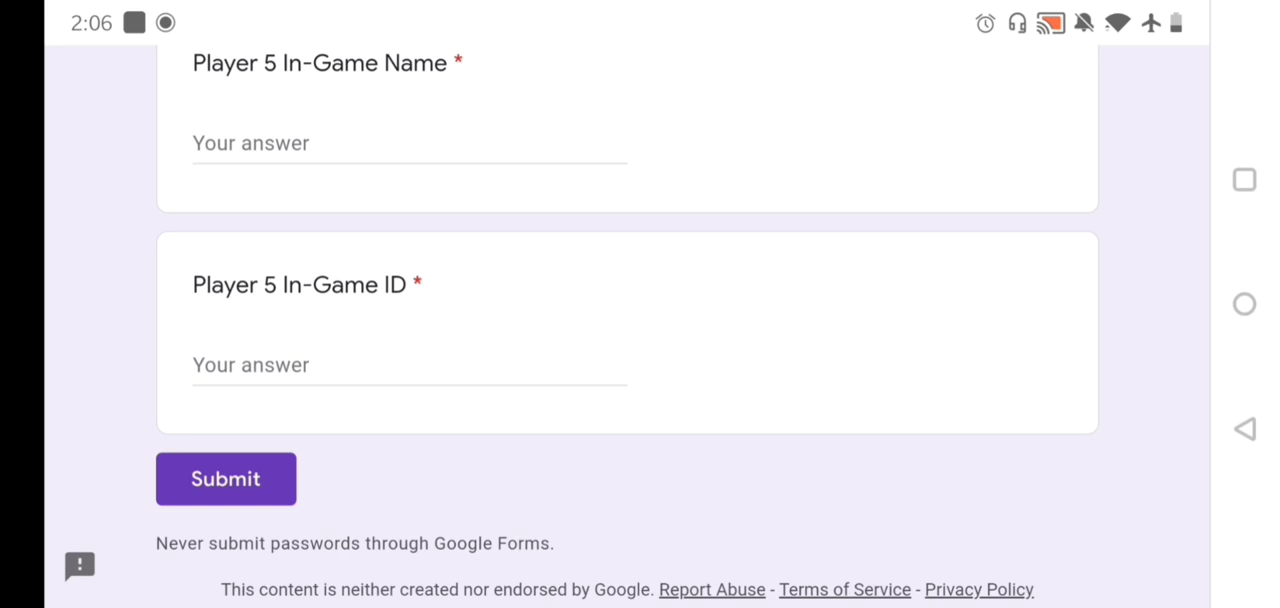 2:06
Player 5 In-Game Name *
Your answer
Player 5 In-Game ID *
Your answer
Submit
Never submit passwords through Google Forms.
This content is neither created nor endorsed by Google. Report Abuse - Terms of Service - Privacy Policy